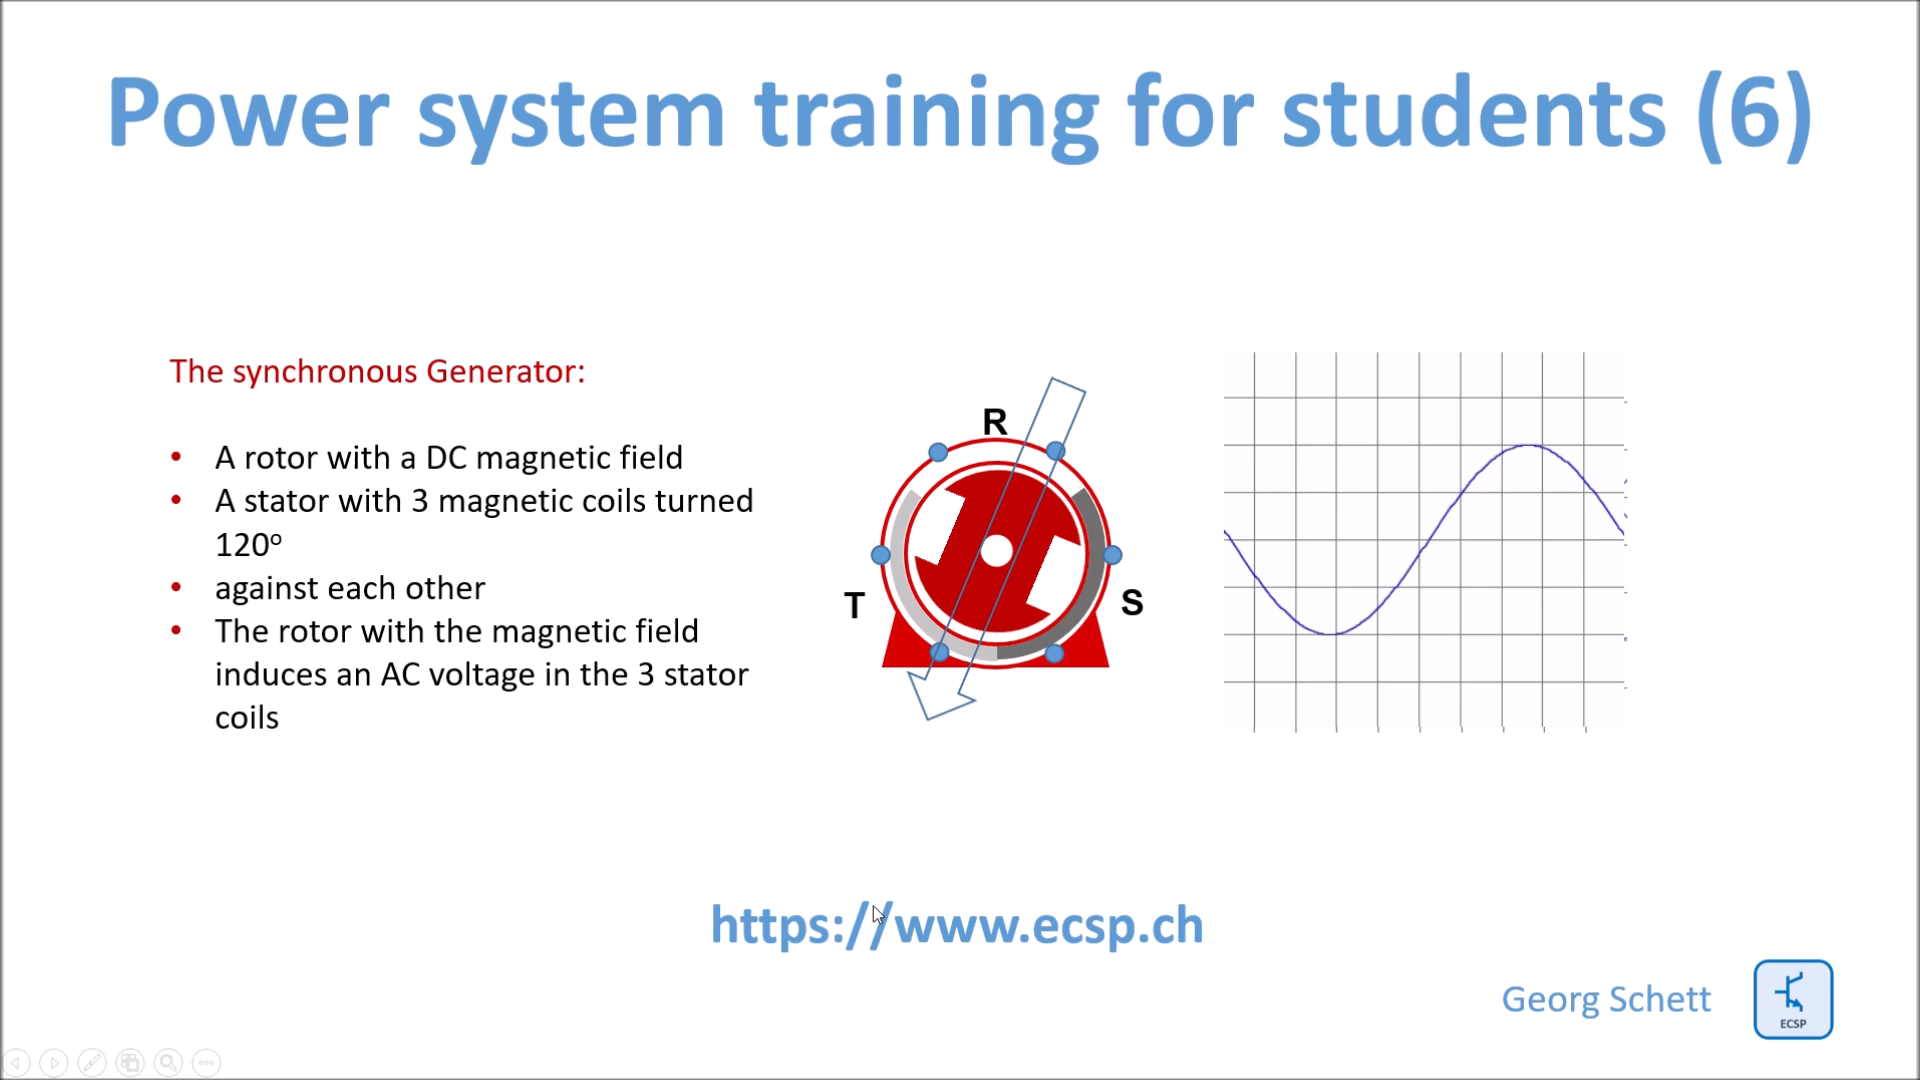 Power system training for students (6)
The synchronous Generator:
• A rotor with a DC magnetic field
• A stator with 3 magnetic coils turned
120º
• against each other
• The rotor with the magnetic field
induces an AC voltage in the 3 stator
coils
R
T
S
https://www.ecsp.ch
Georg Schett
ECSP